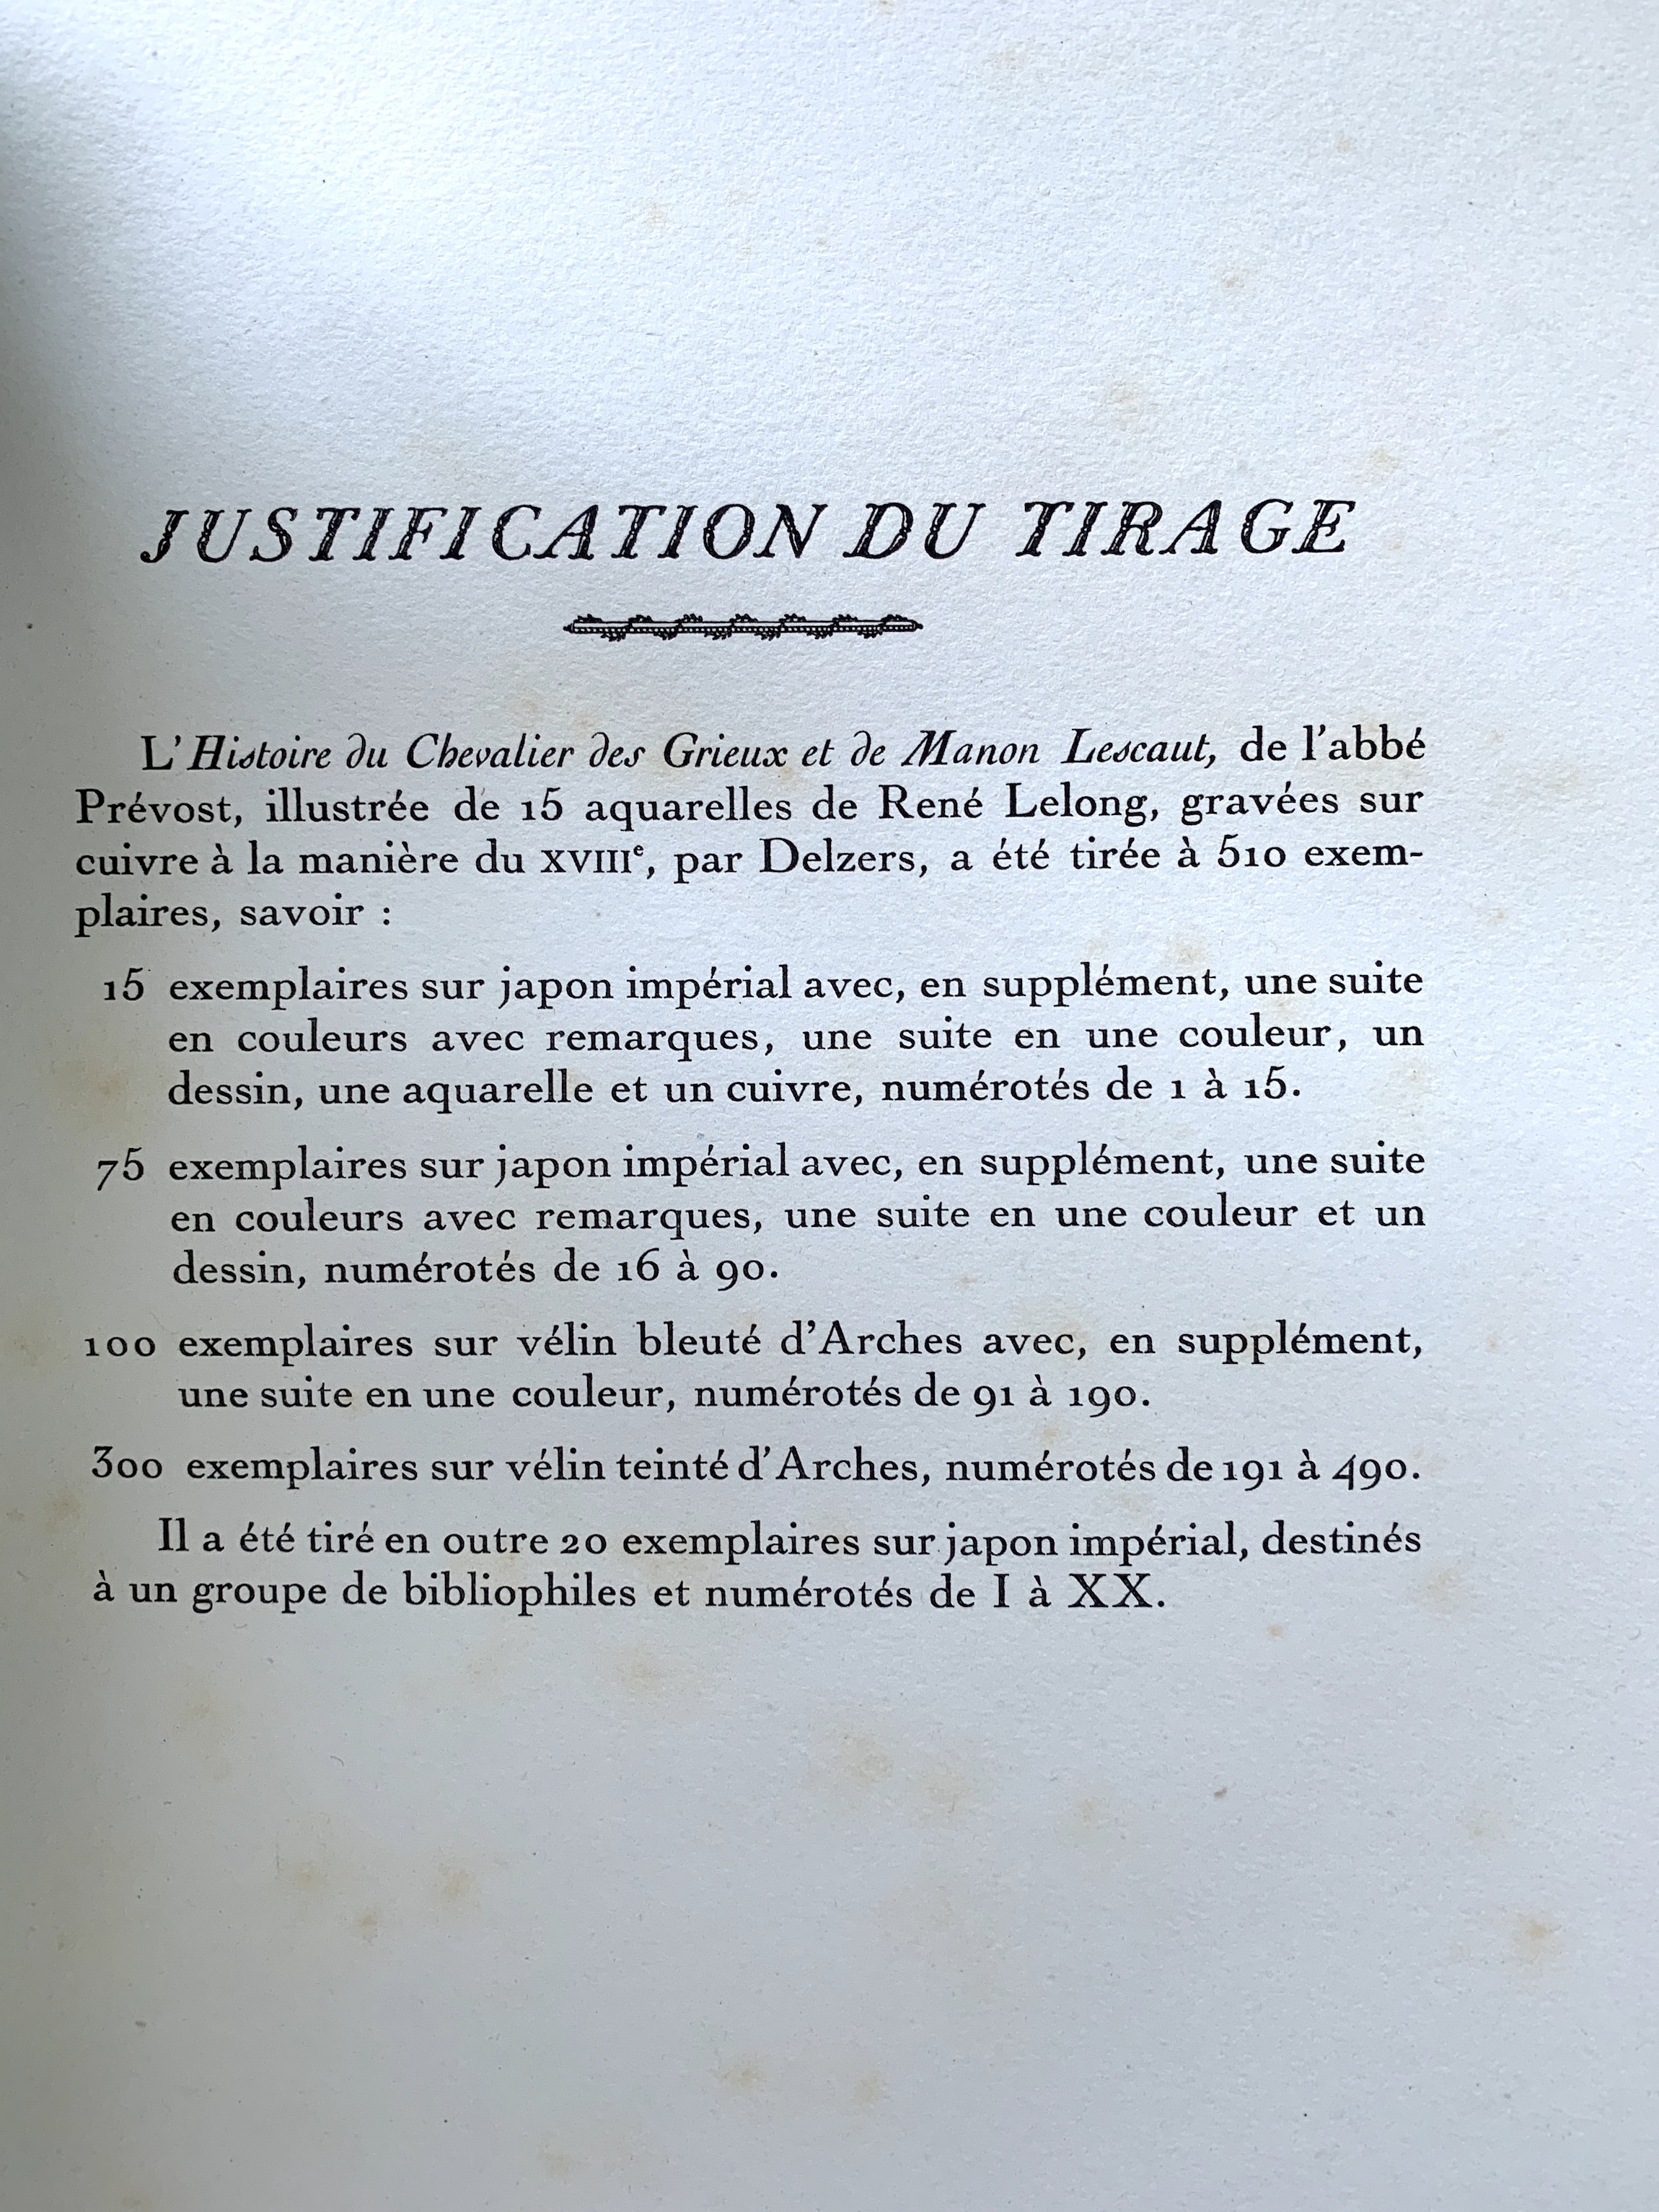 JUSTIFICATION DU TIRAGE
L'Histoire du Chevalier des Grieux et de Manon Lescaut, de l'abbé
Prévost, illustrée de 15 aquarelles de René Lelong, gravées sur
cuivre à la manière du XVIIIe, par Delzers, a été tirée à 510 exem-
plaires, savoir :
15 exemplaires sur japon impérial avec, en supplément, une suite
en couleurs avec remarques, une suite en une couleur, un
dessin, une aquarelle et un cuivre, numérotés de 1 à 15.
75 exemplaires sur japon impérial avec, en supplément, une suite
en couleurs avec remarques, une suite en une couleur et un
dessin, numérotés de 16 à 90.
100 exemplaires sur vélin bleuté d'Arches avec, en supplément,
une suite en une couleur, numérotés de 91 à 190.
300 exemplaires sur vélin teinté d'Arches, numérotés de 191 à 490.
Il a été tiré en outre 20 exemplaires sur japon impérial, destinés
à un groupe de bibliophiles et numérotés de I à XX.